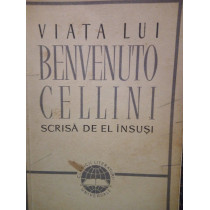 VIAȚA LUI
BENVENUTO
CELLINI
SCRISĂ DE EL ÎNSUȘI